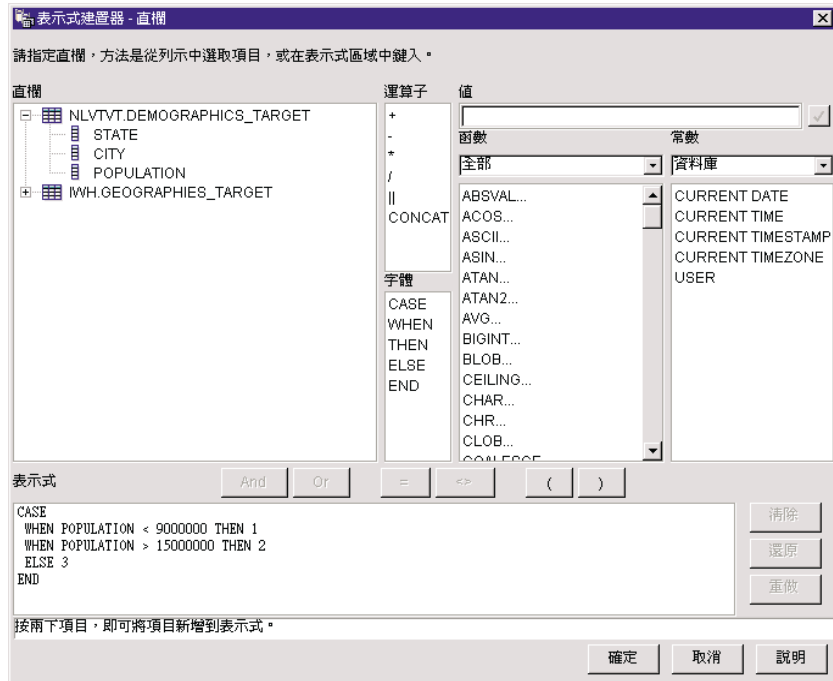 表示式建置器 - 直欄
請指定直欄,方法是從列示中選取項目,或在表示式區域中鍵入。
直欄
運算子
值
NLVTVT.DEMOGRAPHICS_TARGET
STATE
CITY
POPULATION
IWH.GEOGRAPHIES_TARGET
+
-
*
/
||
CONCAT
字體
CASE
WHEN
THEN
ELSE
END
函數
全部
ABSVAL...
ACOS...
ASCII...
ASIN...
ATAN...
ATAN2...
AVG...
BIGINT...
BLOB...
CEILING...
CHAR...
CHR...
CLOB...
COALESCE
常數
資料庫
CURRENT DATE
CURRENT TIME
CURRENT TIMESTAMP
CURRENT TIMEZONE
USER
表示式
And
Or
=
<>
(
)
CASE
WHEN POPULATION < 9000000 THEN 1
WHEN POPULATION > 15000000 THEN 2
ELSE 3
END
清除
還原
重做
按兩下項目,即可將項目新增到表示式。
確定
取消
說明